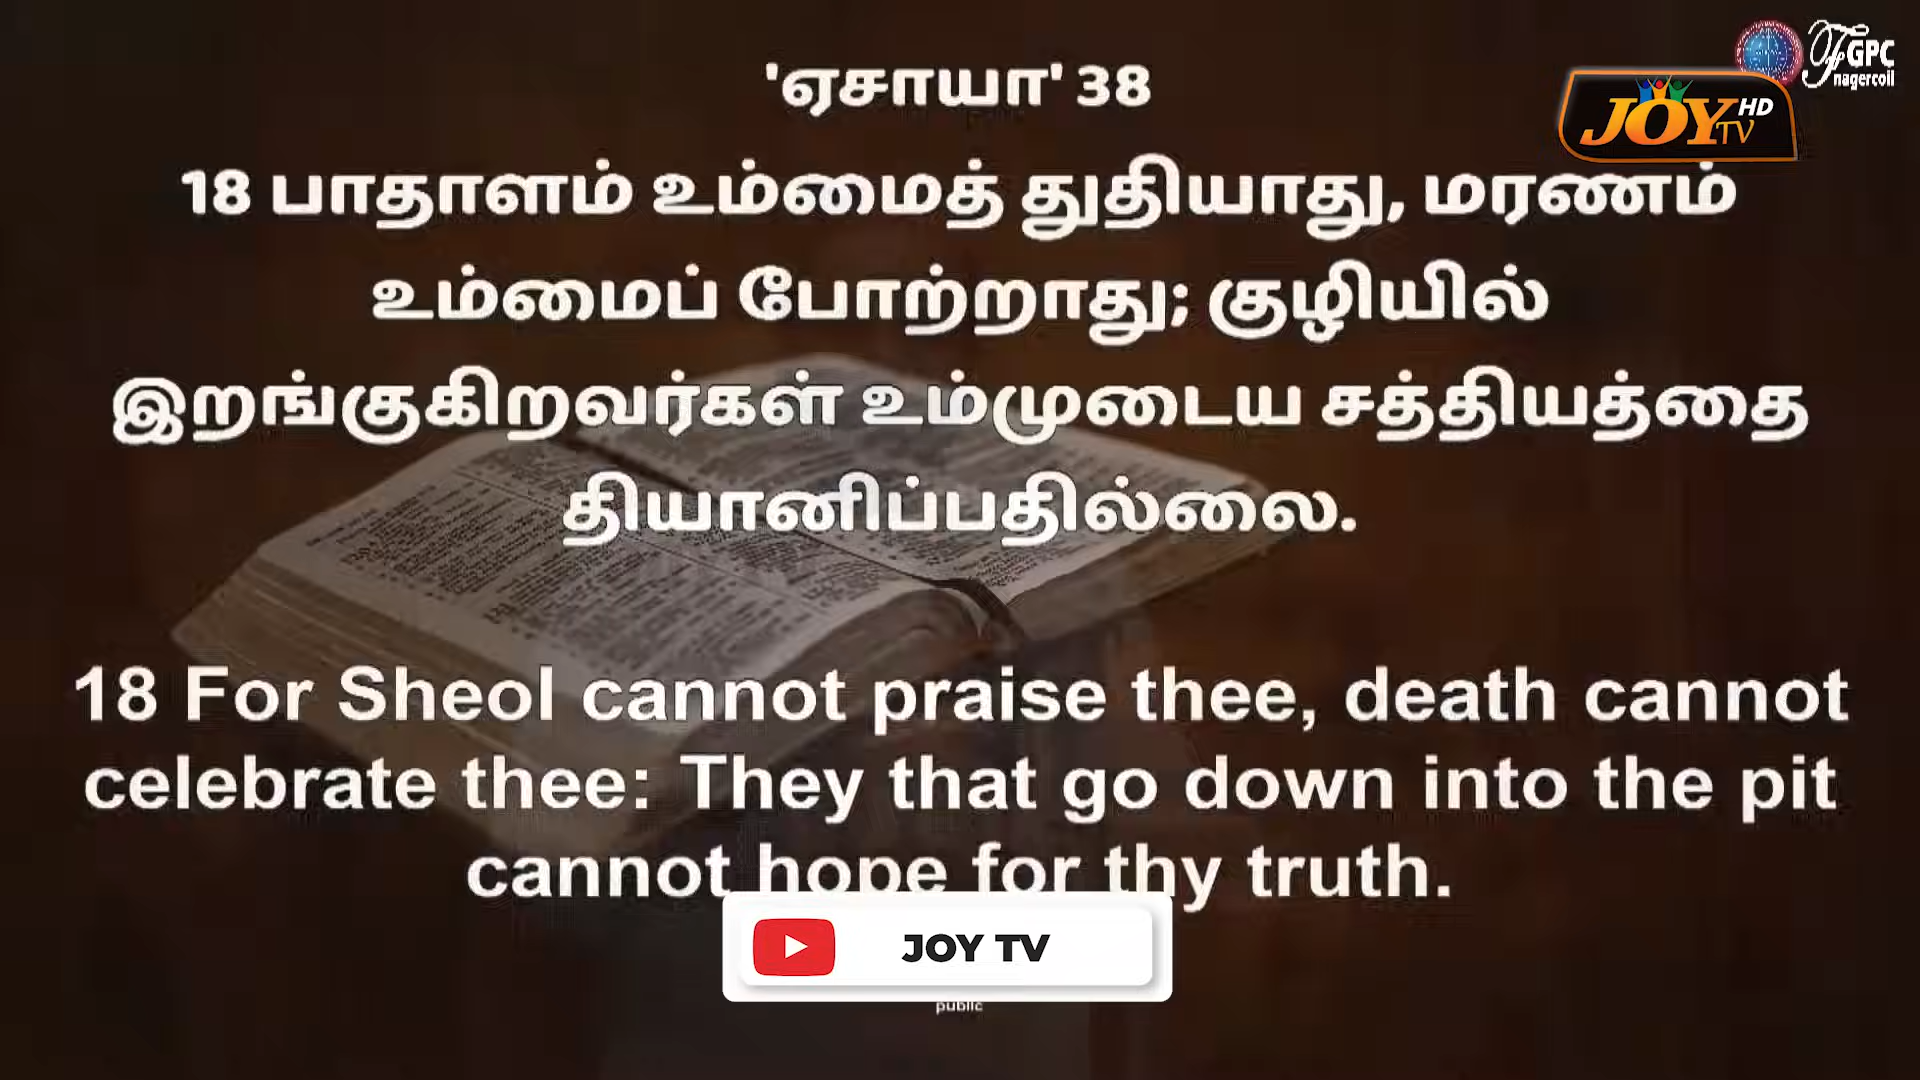 FGPC
nagercoil
JOY TV HD
'ஏசாயா' 38
18 பாதாளம் உம்மைத் துதியாது, மரணம்
உம்மைப் போற்றாது; குழியில்
இறங்குகிறவர்கள் உம்முடைய சத்தியத்தை
தியானிப்பதில்லை.
18 For Sheol cannot praise thee, death cannot
celebrate thee: They that go down into the pit
cannot hope for thy truth.
JOY TV
public